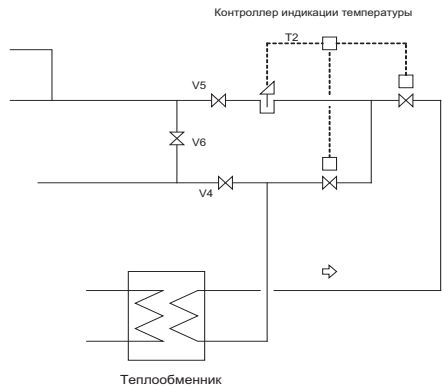 Контроллер индикации температуры
T2
V5
V6
V4
Теплообменник